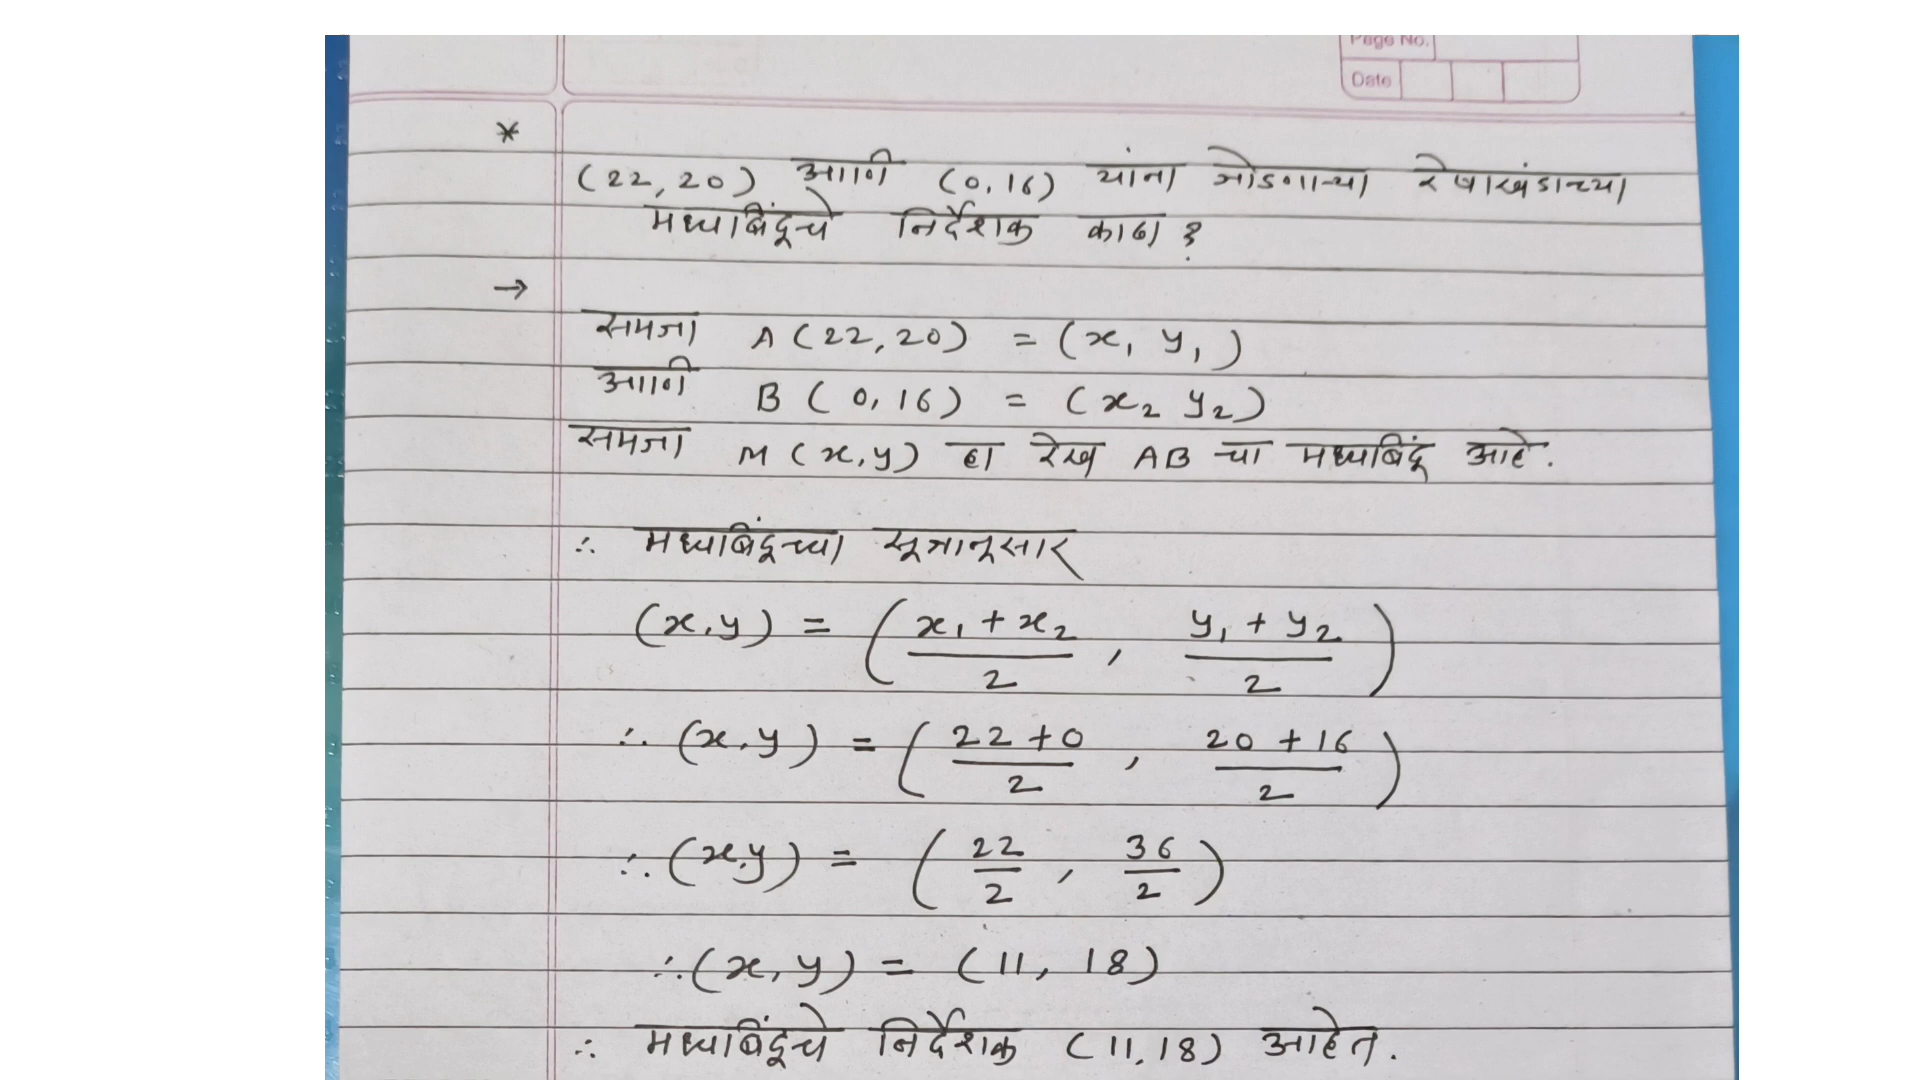 Page No.
Date
*
(22,20) आणि (0,16) यांना जोडणाऱ्या रेषाखंडाच्या
मध्यबिंदूचे निर्देशक काढा ?
→
समजा A (22,20) = (x₁ y₁)
आणि B ( 0,16) = (x₂ y₂)
समजा M (x,y) हा रेख AB चा मध्यबिंदू आहे.
∴ मध्यबिंदूच्या सूत्रानूसार
(x,y) = ( (x₁ + x₂)/2 , (y₁ + y₂)/2 )
∴ (x,y) = ( (22+0)/2 , (20+16)/2 )
∴ (x,y) = ( 22/2 , 36/2 )
∴ (x, y) = (11, 18)
∴ मध्यबिंदूचे निर्देशक (11,18) आहेत.